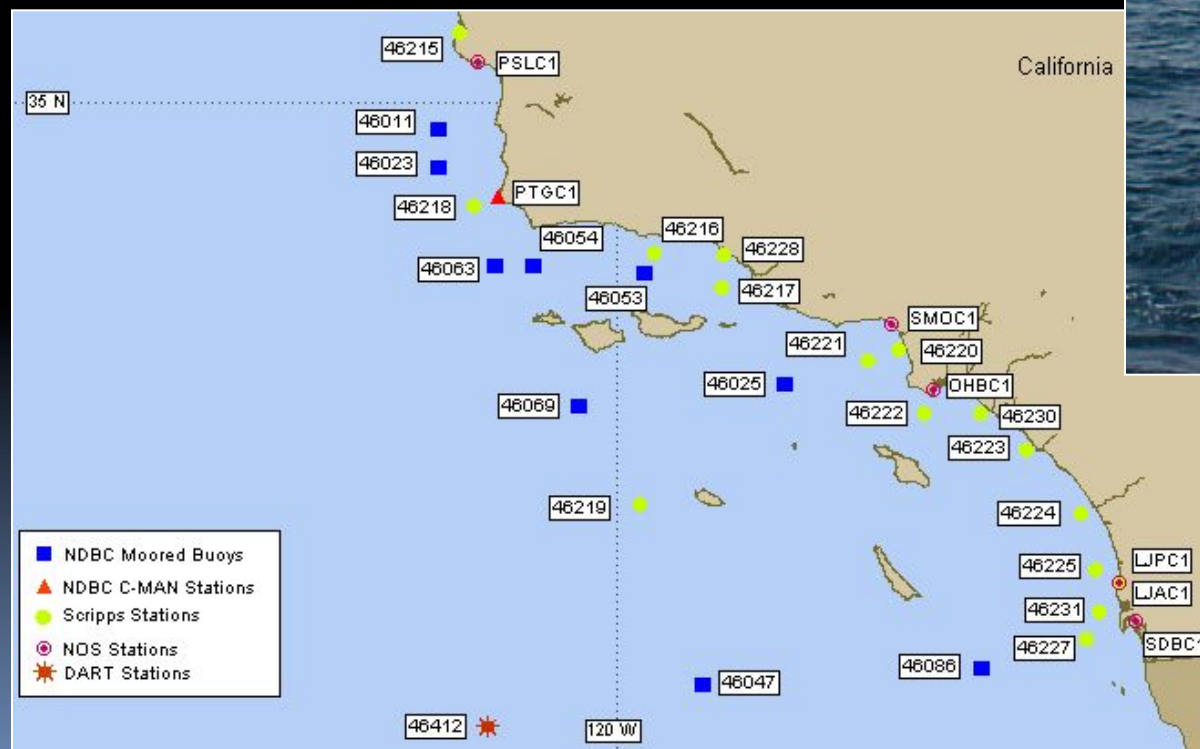 46215
PSLC1
California
35 N
46011
46023
PTGC1
46218
46216
46054
46228
46063
46217
46053
SMOC1
46221
46220
46025
OHBC1
46069
46222
46230
46223
46219
46224
NDBC Moored Buoys
NDBC C-MAN Stations
Scripps Stations
NOS Stations
DART Stations
LJPC1
46225
LJAC1
46231
46227
SDBC1
46086
46047
46412
120 W